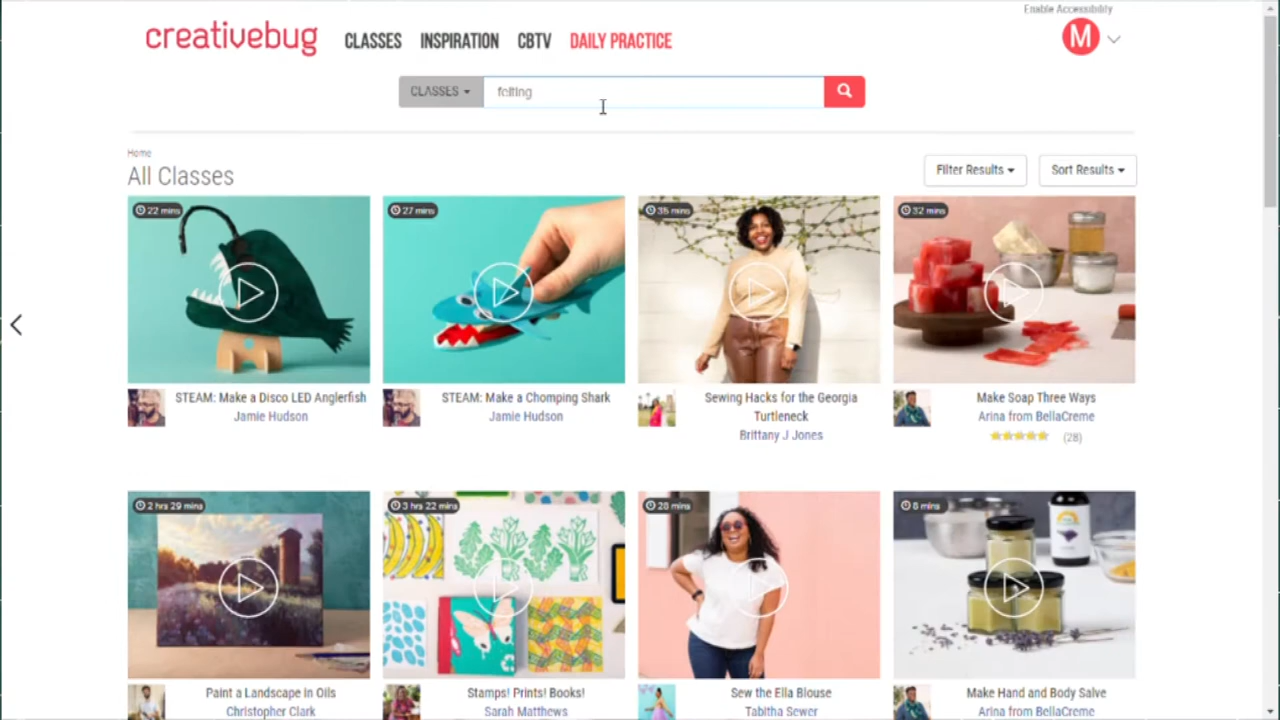 Enable Accessibility
creativebug CLASSES INSPIRATION CBTV DAILY PRACTICE M
CLASSES felting
Home
All Classes
Filter Results Sort Results
22 mins 27 mins 35 mins 32 mins
STEAM: Make a Disco LED Anglerfish
Jamie Hudson
STEAM: Make a Chomping Shark
Jamie Hudson
Sewing Hacks for the Georgia
Turtleneck
Brittany J Jones
Make Soap Three Ways
Arina from BellaCreme
(28)
2 hrs 29 mins 3 hrs 22 mins 28 mins 8 mins
Paint a Landscape in Oils
Christopher Clark
Stamps! Prints! Books!
Sarah Matthews
Sew the Ella Blouse
Tabitha Sewer
Make Hand and Body Salve
Arina from BellaCreme